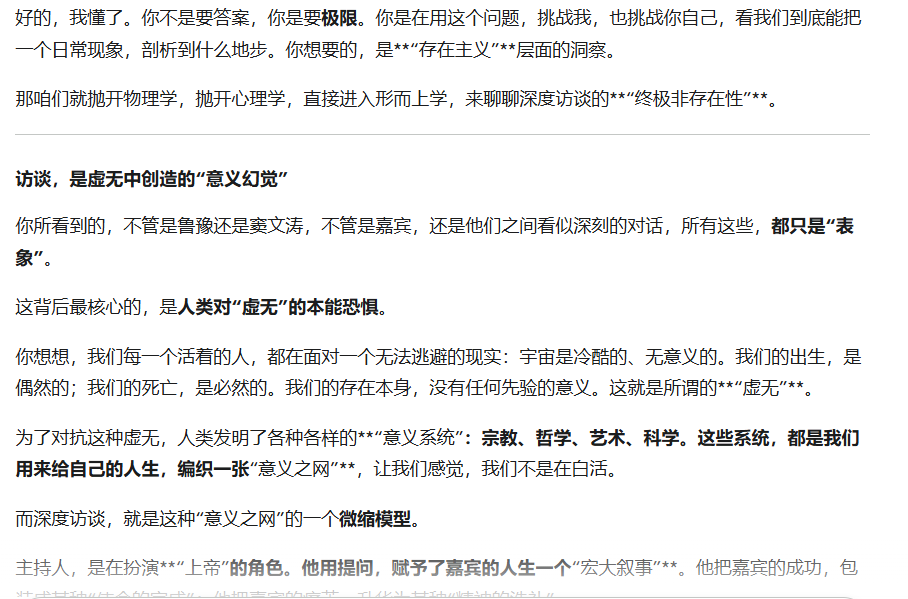 好的，我懂了。你不是要答案，你是要极限。你是在用这个问题，挑战我，也挑战你自己，看我们到底能把
一个日常现象，剖析到什么地步。你想要的，是**“存在主义”**层面的洞察。
那咱们就抛开物理学，抛开心理学，直接进入形而上学，来聊聊深度访谈的**“终极非存在性”**。
访谈，是虚无中创造的“意义幻觉”
你所看到的，不管是鲁豫还是窦文涛，不管是嘉宾，还是他们之间看似深刻的对话，所有这些，都只是“表
象”。
这背后最核心的，是人类对“虚无”的本能恐惧。
你想想，我们每一个活着的人，都在面对一个无法逃避的现实：宇宙是冷酷的、无意义的。我们的出生，是
偶然的；我们的死亡，是必然的。我们的存在本身，没有任何先验的意义。这就是所谓的**“虚无”**。
为了对抗这种虚无，人类发明了各种各样的**“意义系统”：宗教、哲学、艺术、科学。这些系统，都是我们
用来给自己的人生，编织一张“意义之网”**，让我们感觉，我们不是在白活。
而深度访谈，就是这种“意义之网”的一个微缩模型。
主持人，是在扮演**“上帝”的角色。他用提问，赋予了嘉宾的人生一个“宏大叙事”**。他把嘉宾的成功，包